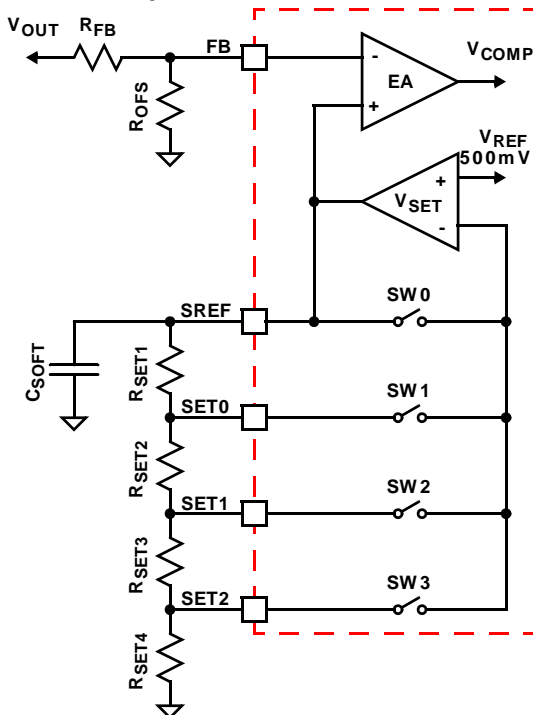 VOUT
RFB
FB
VCOMP
-
EA
+
ROFS
VREF
500mV
+
VSET
-
SREF
SW0
CSOFT
RSET1
SET0
SW1
RSET2
SET1
SW2
RSET3
SET2
SW3
RSET4